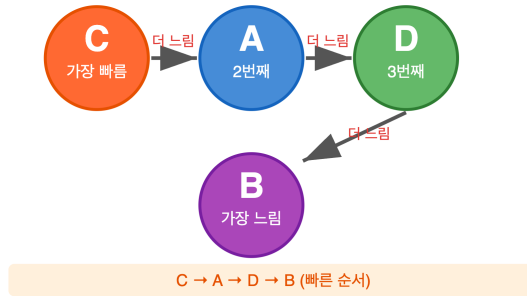 C
가장 빠름
더 느림
A
2번째
더 느림
D
3번째
더 느림
B
가장 느림
C → A → D → B (빠른 순서)